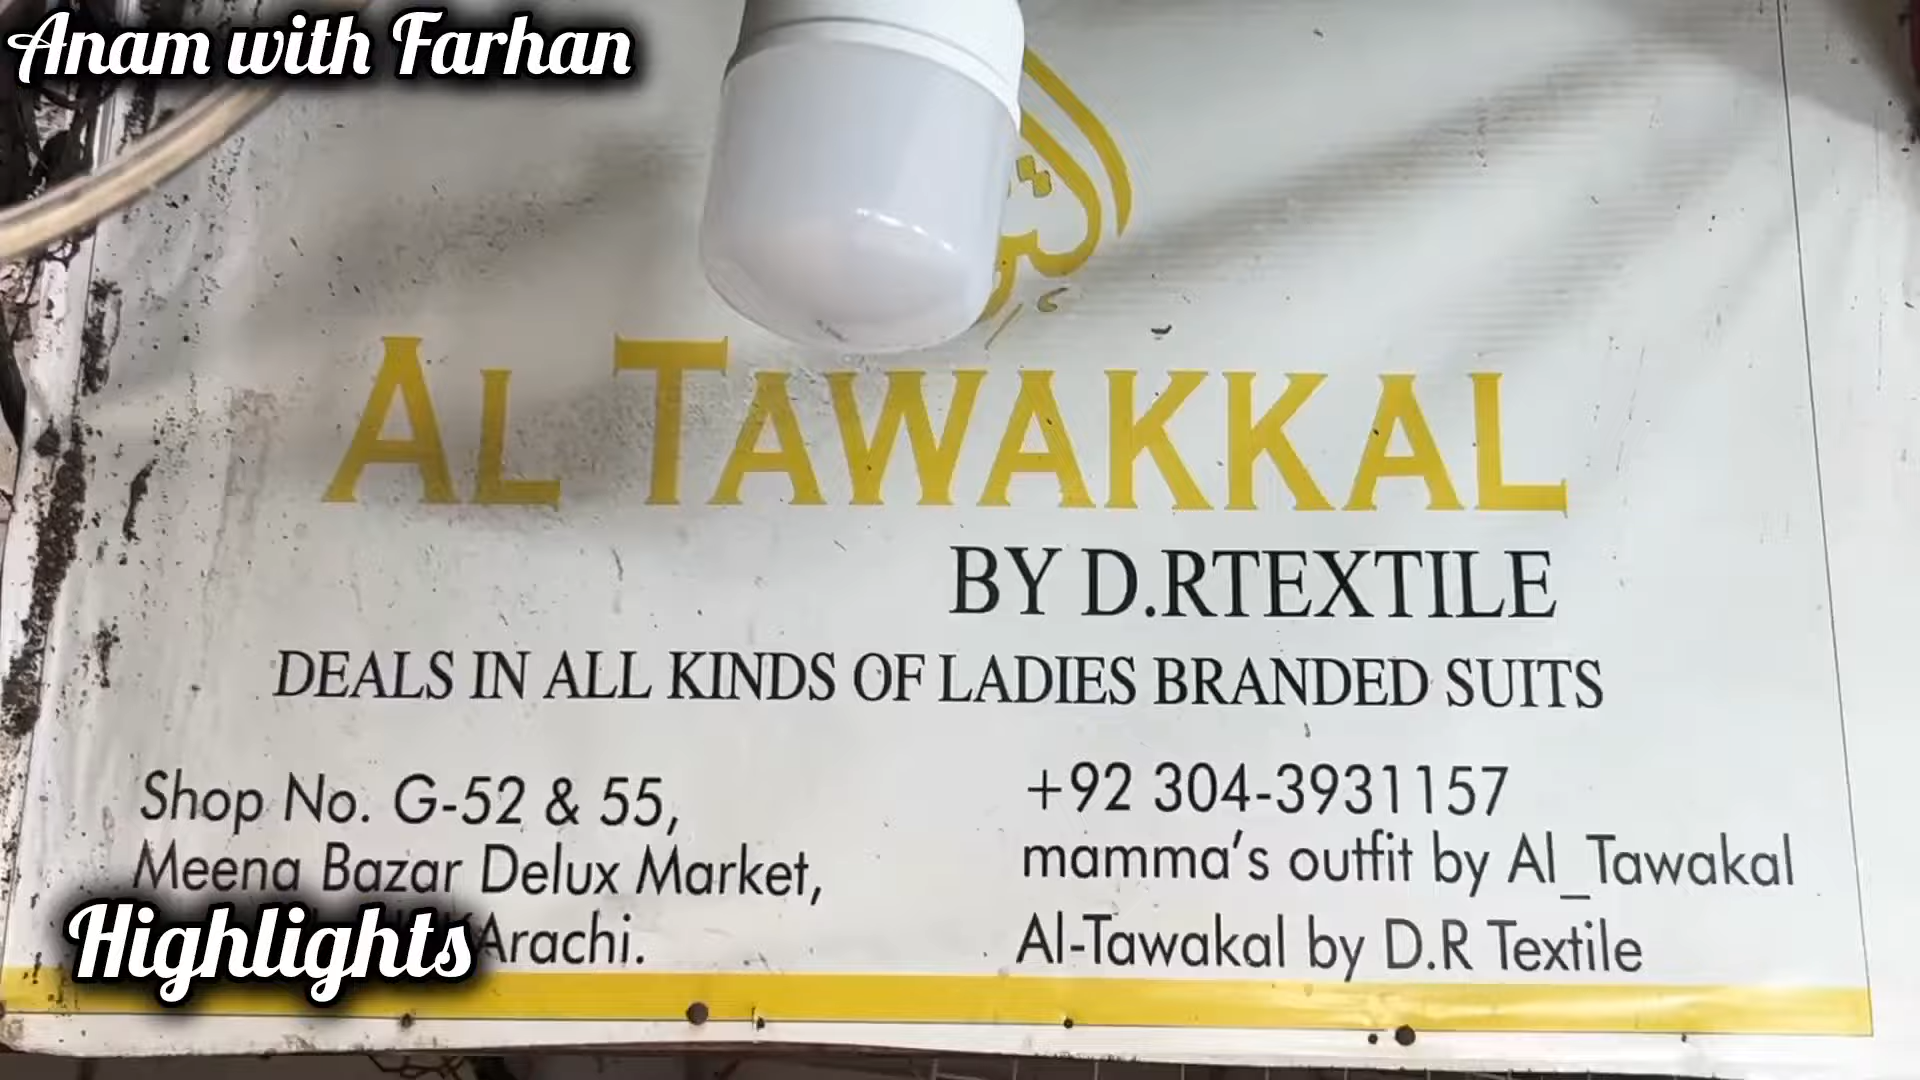 Anam with Farhan
AL TAWAKKAL
BY D.RTEXTILE
DEALS IN ALL KINDS OF LADIES BRANDED SUITS
Shop No. G-52 & 55,
Meena Bazar Delux Market,
Arachi.
+92 304-3931157
mamma's outfit by Al_Tawakal
Al-Tawakal by D.R Textile
Highlights